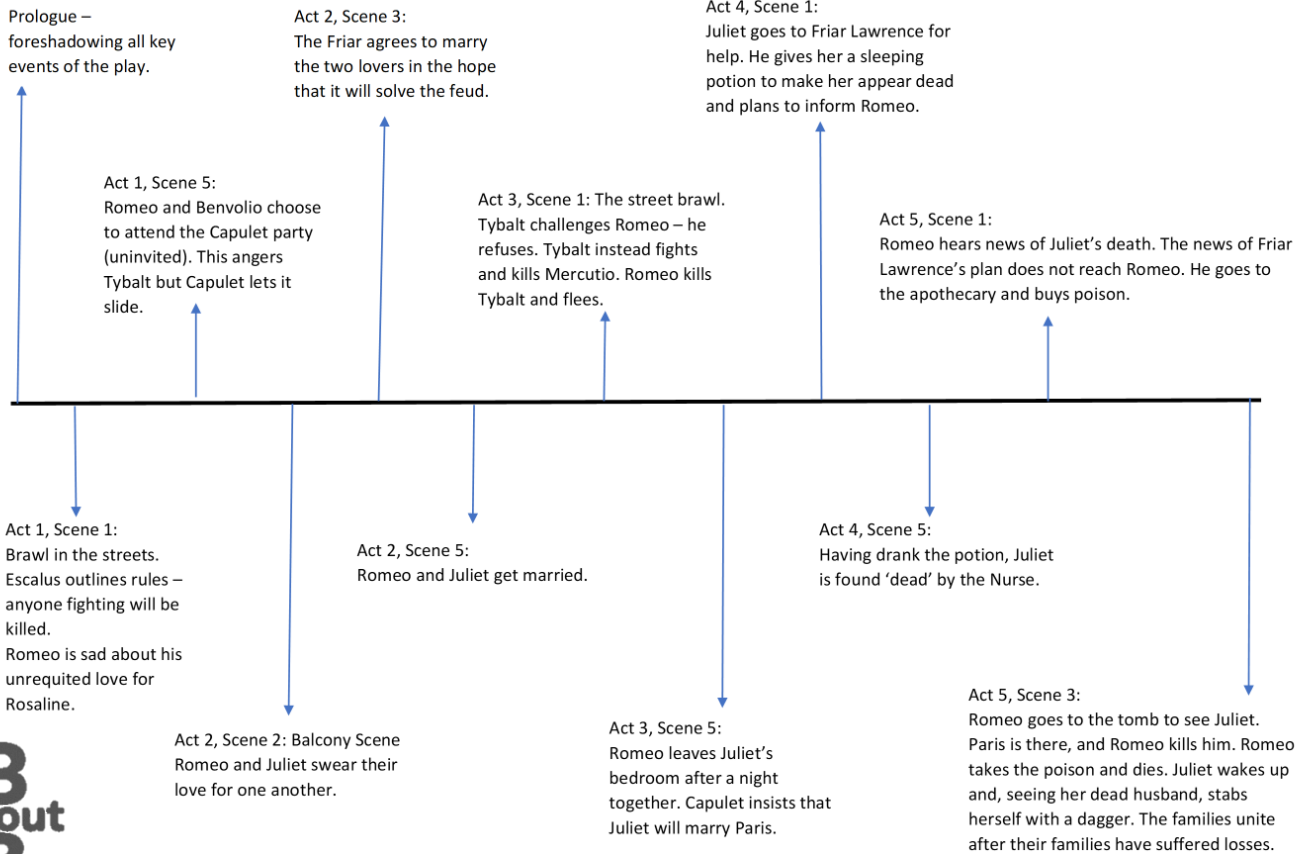 Prologue –
foreshadowing all key
events of the play.
Act 1, Scene 1:
Brawl in the streets.
Escalus outlines rules –
anyone fighting will be
killed.
Romeo is sad about his
unrequited love for
Rosaline.
Act 1, Scene 5:
Romeo and Benvolio choose
to attend the Capulet party
(uninvited). This angers
Tybalt but Capulet lets it
slide.
Act 2, Scene 2: Balcony Scene
Romeo and Juliet swear their
love for one another.
Act 2, Scene 3:
The Friar agrees to marry
the two lovers in the hope
that it will solve the feud.
Act 2, Scene 5:
Romeo and Juliet get married.
Act 3, Scene 1: The street brawl.
Tybalt challenges Romeo – he
refuses. Tybalt instead fights
and kills Mercutio. Romeo kills
Tybalt and flees.
Act 3, Scene 5:
Romeo leaves Juliet’s
bedroom after a night
together. Capulet insists that
Juliet will marry Paris.
Act 4, Scene 1:
Juliet goes to Friar Lawrence for
help. He gives her a sleeping
potion to make her appear dead
and plans to inform Romeo.
Act 4, Scene 5:
Having drank the potion, Juliet
is found ‘dead’ by the Nurse.
Act 5, Scene 1:
Romeo hears news of Juliet’s death. The news of Friar
Lawrence’s plan does not reach Romeo. He goes to
the apothecary and buys poison.
Act 5, Scene 3:
Romeo goes to the tomb to see Juliet.
Paris is there, and Romeo kills him. Romeo
takes the poison and dies. Juliet wakes up
and, seeing her dead husband, stabs
herself with a dagger. The families unite
after their families have suffered losses.
3
out